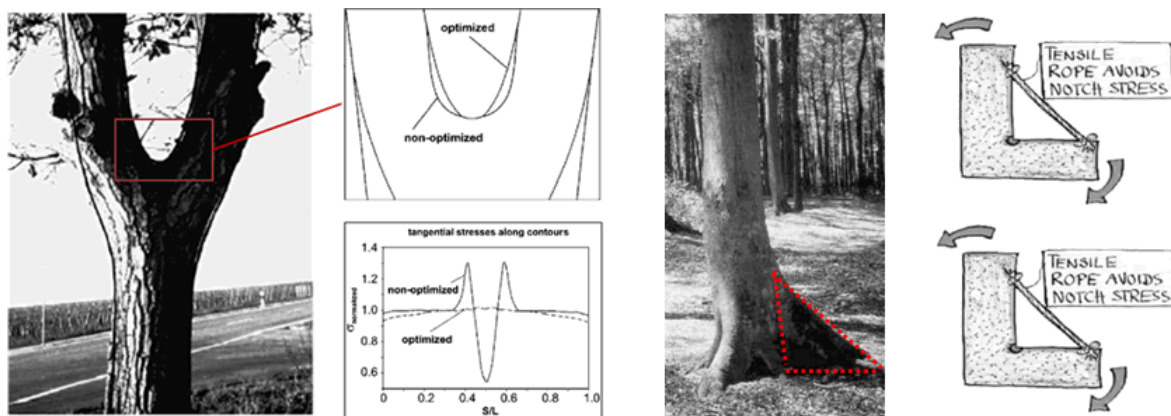 optimized
non-optimized
tangential stresses along contours
1.4
1.2
1.0
0.8
0.6
σnormalized
non-optimized
optimized
0.0 0.2 0.4 0.6 0.8 1.0
S/L
TENSILE
ROPE AVOIDS
NOTCH STRESS
TENSILE
ROPE AVOIDS
NOTCH STRESS